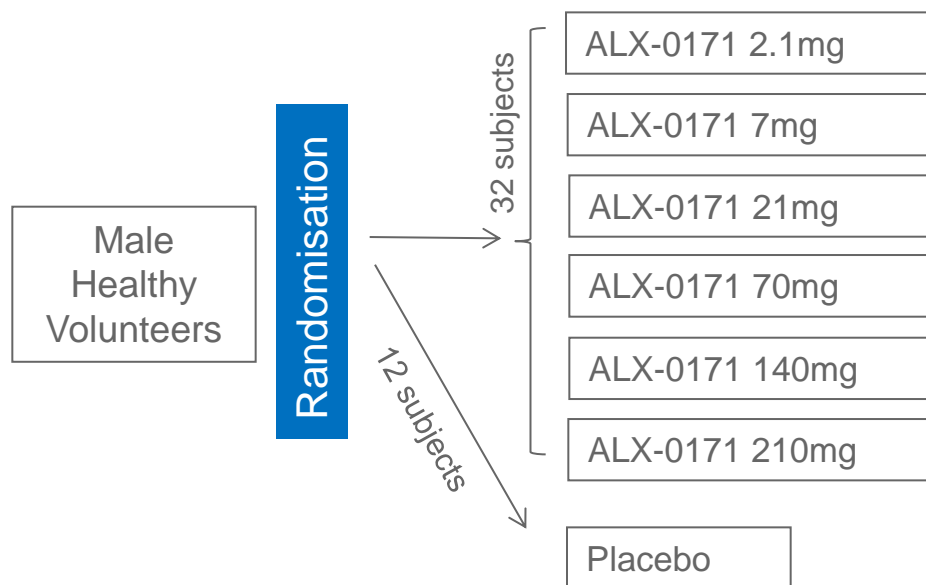 Male
Healthy
Volunteers
Randomisation
32 subjects
12 subjects
ALX-0171 2.1mg
ALX-0171 7mg
ALX-0171 21mg
ALX-0171 70mg
ALX-0171 140mg
ALX-0171 210mg
Placebo